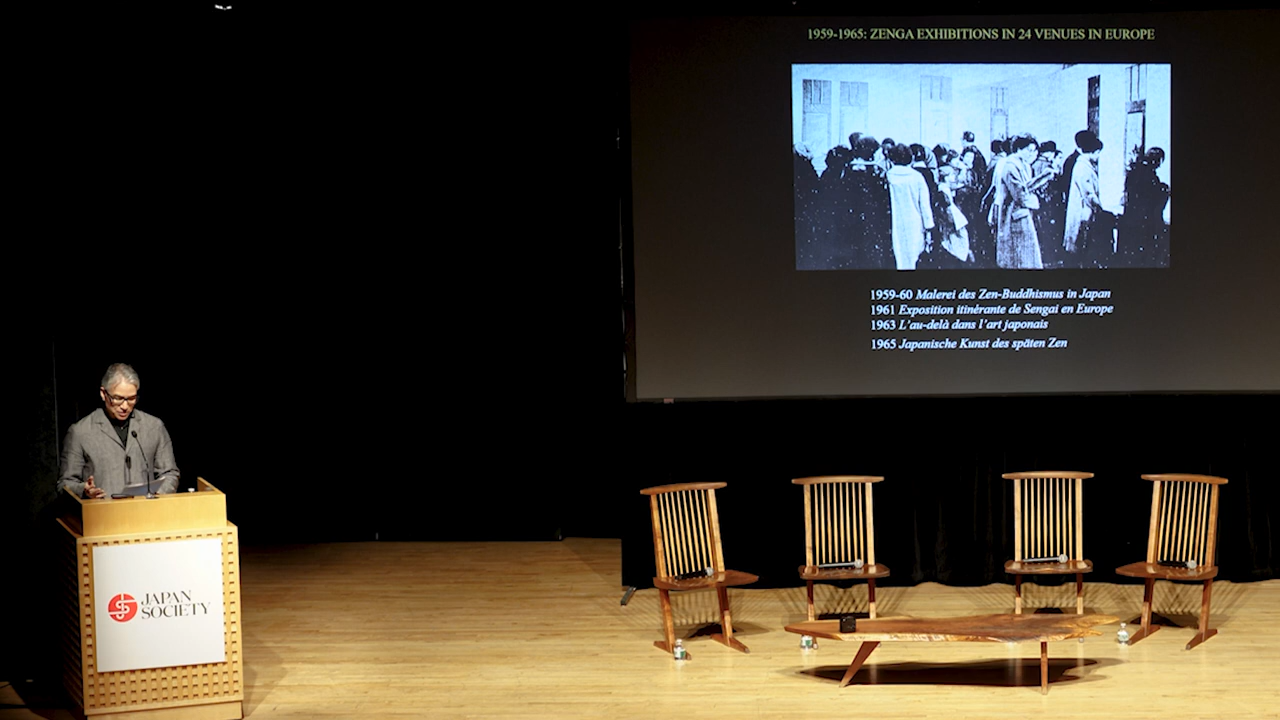 1959-1965: ZENGA EXHIBITIONS IN 24 VENUES IN EUROPE
1959-60 Malerei des Zen-Buddhismus in Japan
1961 Exposition itinérante de Sengai en Europe
1963 L'au-delà dans l'art japonais
1965 Japanische Kunst des späten Zen
JAPAN
SOCIETY